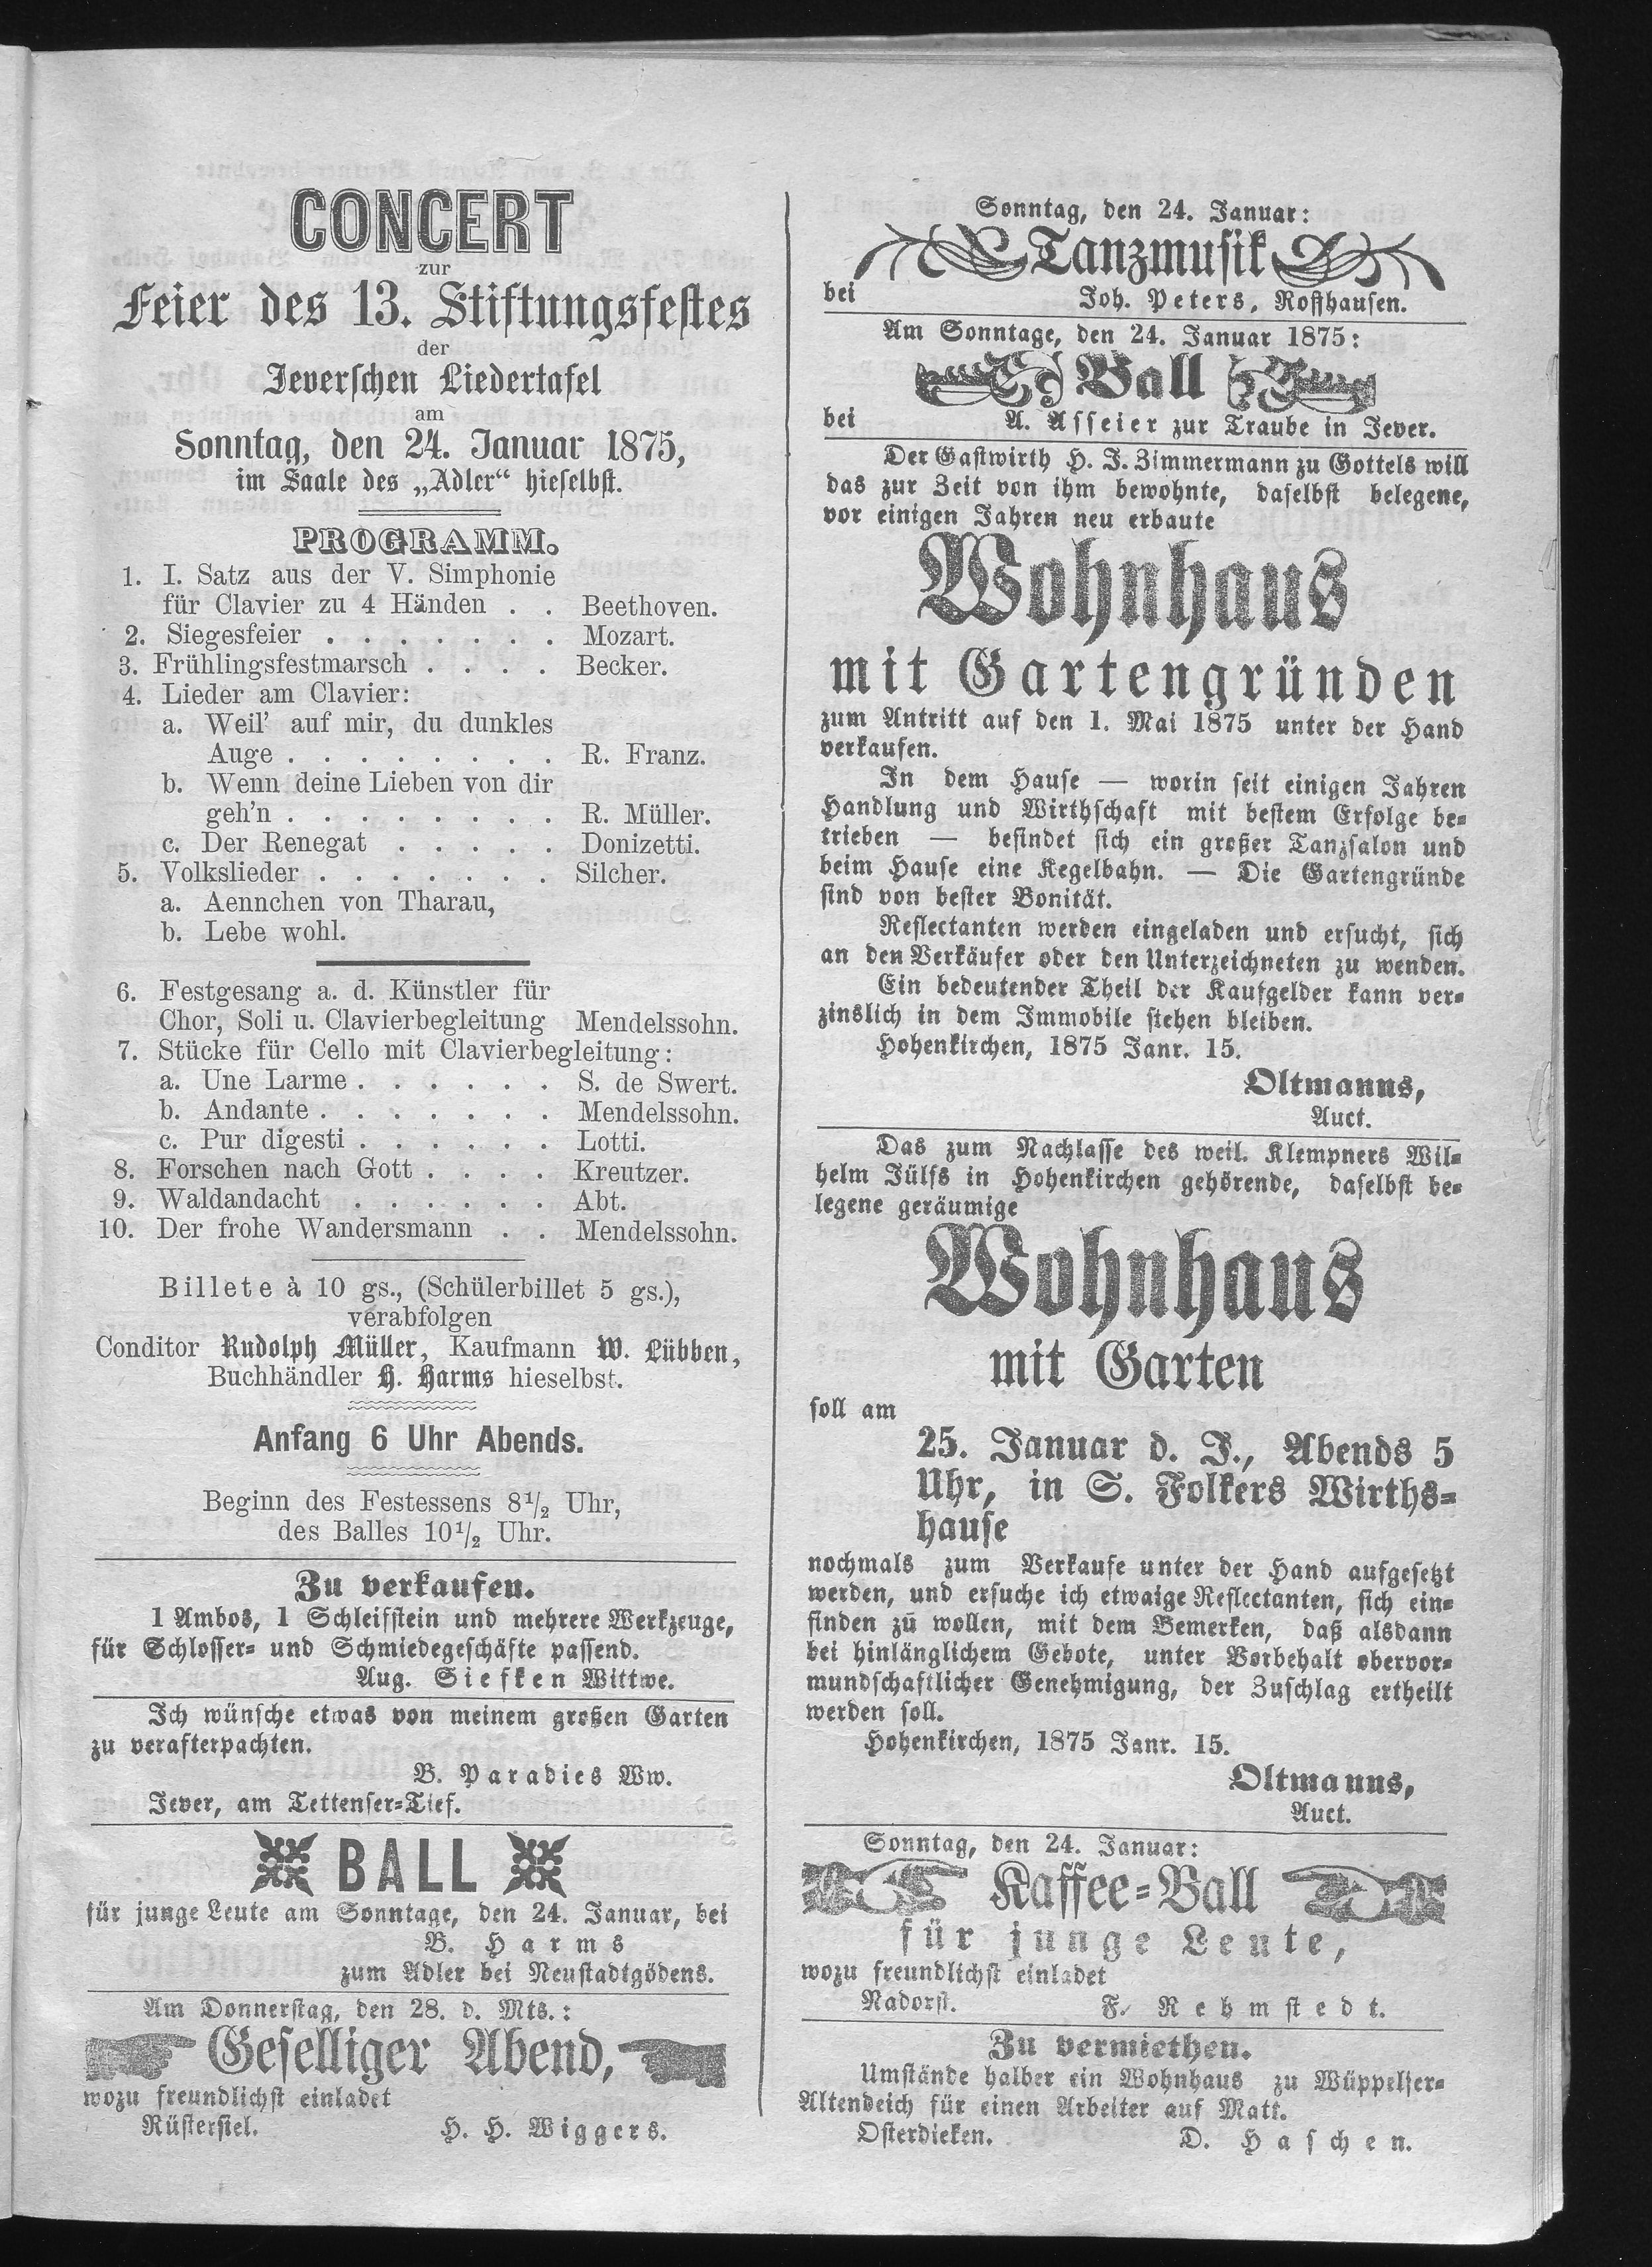 CONCERT
zur
Feier des 13. Stiftungsfestes
der
Jeverschen Liedertafel
am
Sonntag, den 24. Januar 1875,
im Saale des „Adler“ hieselbst.
PROGRAMM.
1. I. Satz aus der V. Simphonie
für Clavier zu 4 Händen . . Beethoven.
2. Siegesfeier . . . . . . . Mozart.
3. Frühlingsfestmarsch . . . . Becker.
4. Lieder am Clavier:
a. Weil' auf mir, du dunkles
Auge . . . . . . . . . R. Franz.
b. Wenn deine Lieben von dir
geh'n . . . . . . . . . R. Müller.
c. Der Renegat . . . . . Donizetti.
5. Volkslieder . . . . . . . Silcher.
a. Aennchen von Tharau,
b. Lebe wohl.
6. Festgesang a. d. Künstler für
Chor, Soli u. Clavierbegleitung Mendelssohn.
7. Stücke für Cello mit Clavierbegleitung:
a. Une Larme . . . . . . S. de Swert.
b. Andante . . . . . . . Mendelssohn.
c. Pur digesti . . . . . . Lotti.
8. Forschen nach Gott . . . . Kreutzer.
9. Waldandacht . . . . . . Abt.
10. Der frohe Wandersmann . . Mendelssohn.
Billete à 10 gs., (Schülerbillet 5 gs.),
verabfolgen
Conditor Rudolph Müller, Kaufmann W. Lübben,
Buchhändler H. Harms hieselbst.
Anfang 6 Uhr Abends.
Beginn des Festessens 8½ Uhr,
des Balles 10½ Uhr.
Zu verkaufen.
1 Ambos, 1 Schleifstein und mehrere Werkzeuge,
für Schlosser- und Schmiedegeschäfte passend.
Aug. Siefken Wittwe.
Ich wünsche etwas von meinem großen Garten
zu verafterpachten.
B. Paradies Ww.
Jever, am Tettenser-Tief.
BALL
für junge Leute am Sonntage, den 24. Januar, bei
B. Harms
zum Adler bei Neustadtgödens.
Am Donnerstag, den 28. d. Mts.:
Geselliger Abend,
wozu freundlichst einladet
Rüstersiel. H. H. Wiggers.
Sonntag, den 24. Januar:
Tanzmusik
bei Joh. Peters, Roffhausen.
Am Sonntage, den 24. Januar 1875:
Ball
bei A. Asseier zur Traube in Jever.
Der Gastwirth H. J. Zimmermann zu Gottels will
das zur Zeit von ihm bewohnte, daselbst belegene,
vor einigen Jahren neu erbaute
Wohnhaus
mit Gartengründen
zum Antritt auf den 1. Mai 1875 unter der Hand
verkaufen.
In dem Hause — worin seit einigen Jahren
Handlung und Wirthschaft mit bestem Erfolge be-
trieben — befindet sich ein großer Tanzsalon und
beim Hause eine Kegelbahn. — Die Gartengründe
sind von bester Bonität.
Reflectanten werden eingeladen und ersucht, sich
an den Verkäufer oder den Unterzeichneten zu wenden.
Ein bedeutender Theil der Kaufgelder kann ver-
zinslich in dem Immobile stehen bleiben.
Hohenkirchen, 1875 Janr. 15.
Oltmanns,
Auct.
Das zum Nachlasse des weil. Klempners Wil-
helm Jülfs in Hohenkirchen gehörende, daselbst be-
legene geräumige
Wohnhaus
mit Garten
soll am
25. Januar d. J., Abends 5
Uhr, in S. Folkers Wirths-
hause
nochmals zum Verkaufe unter der Hand aufgesetzt
werden, und ersuche ich etwaige Reflectanten, sich ein-
finden zu wollen, mit dem Bemerken, daß alsdann
bei hinlänglichem Gebote, unter Vorbehalt obervor-
mundschaftlicher Genehmigung, der Zuschlag ertheilt
werden soll.
Hohenkirchen, 1875 Janr. 15.
Oltmanns,
Auct.
Sonntag, den 24. Januar:
Kaffee-Ball
für junge Leute,
wozu freundlichst einladet
Nadorst. F. Rehmstedt.
Zu vermiethen.
Umstände halber ein Wohnhaus zu Wüppelser-
Altendeich für einen Arbeiter auf Mait.
Osterdieken. D. Haschen.